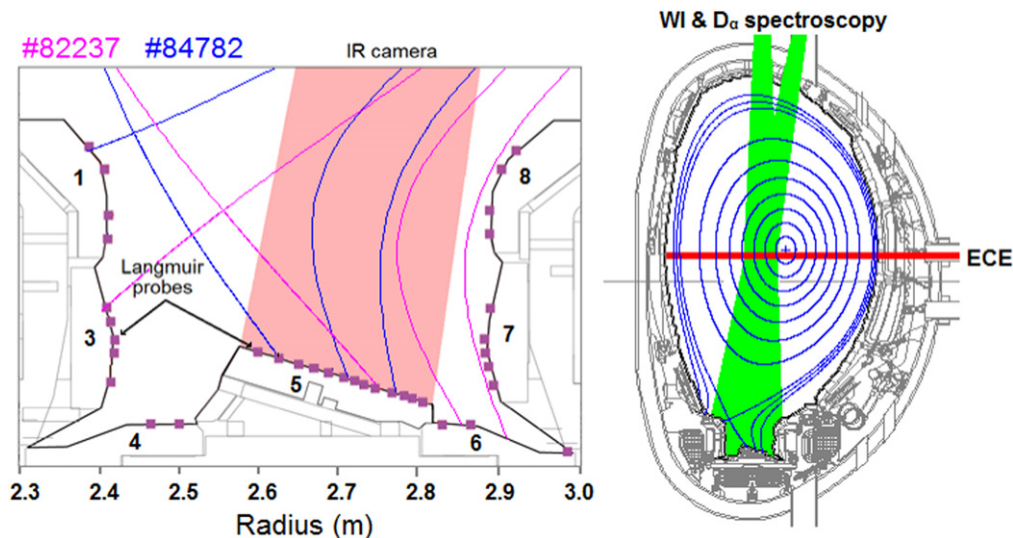 #82237 #84782 IR camera
WI & Dα spectroscopy
1
8
Langmuir
probes
3
7
5
4
6
ECE
2.3 2.4 2.5 2.6 2.7 2.8 2.9 3.0
Radius (m)